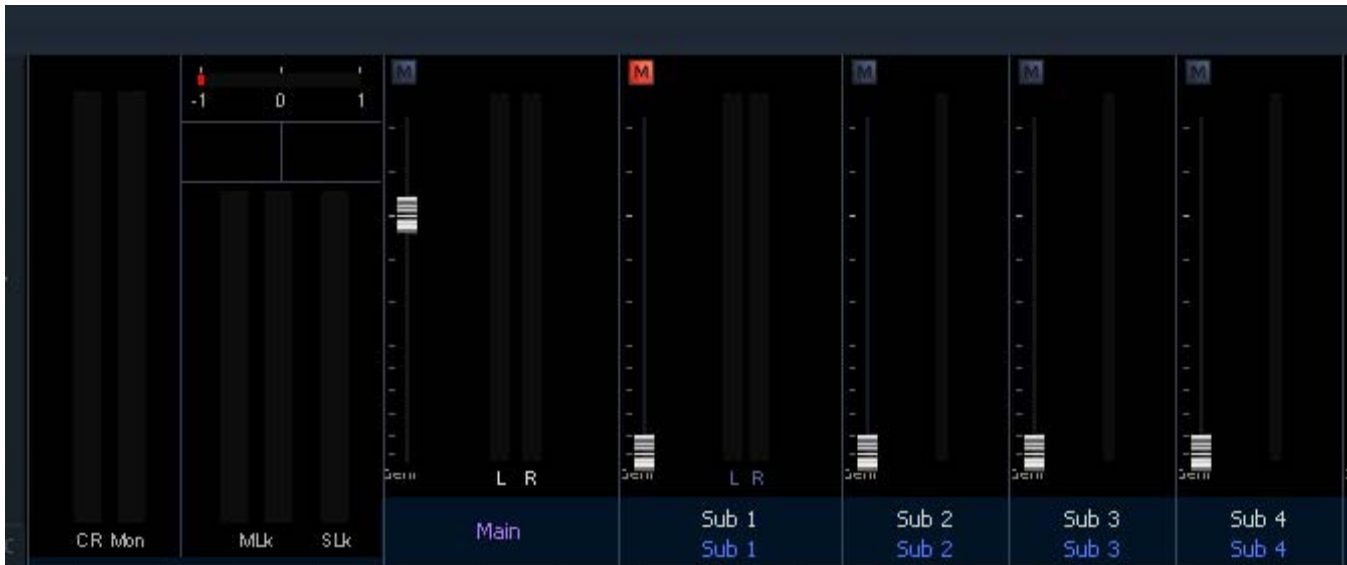 M M M M M
-1 0 1
L R L R
CR Mon MLk SLk
Main
Sub 1 Sub 2 Sub 3 Sub 4
Sub 1 Sub 2 Sub 3 Sub 4